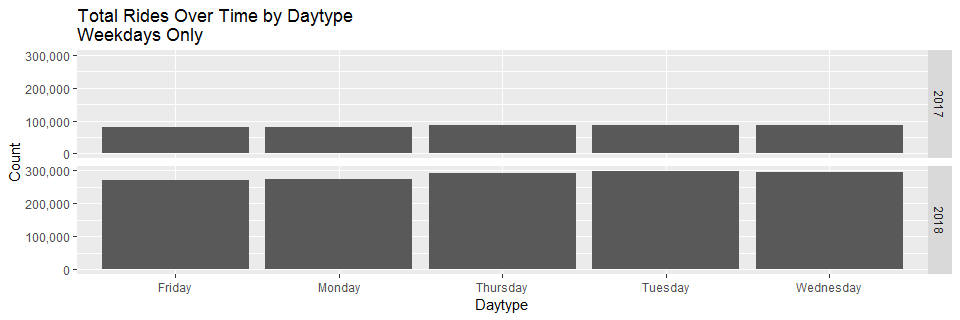 Total Rides Over Time by Daytype
Weekdays Only
Count
300,000
200,000
100,000
0
2017
300,000
200,000
100,000
0
2018
Friday Monday Thursday Tuesday Wednesday
Daytype